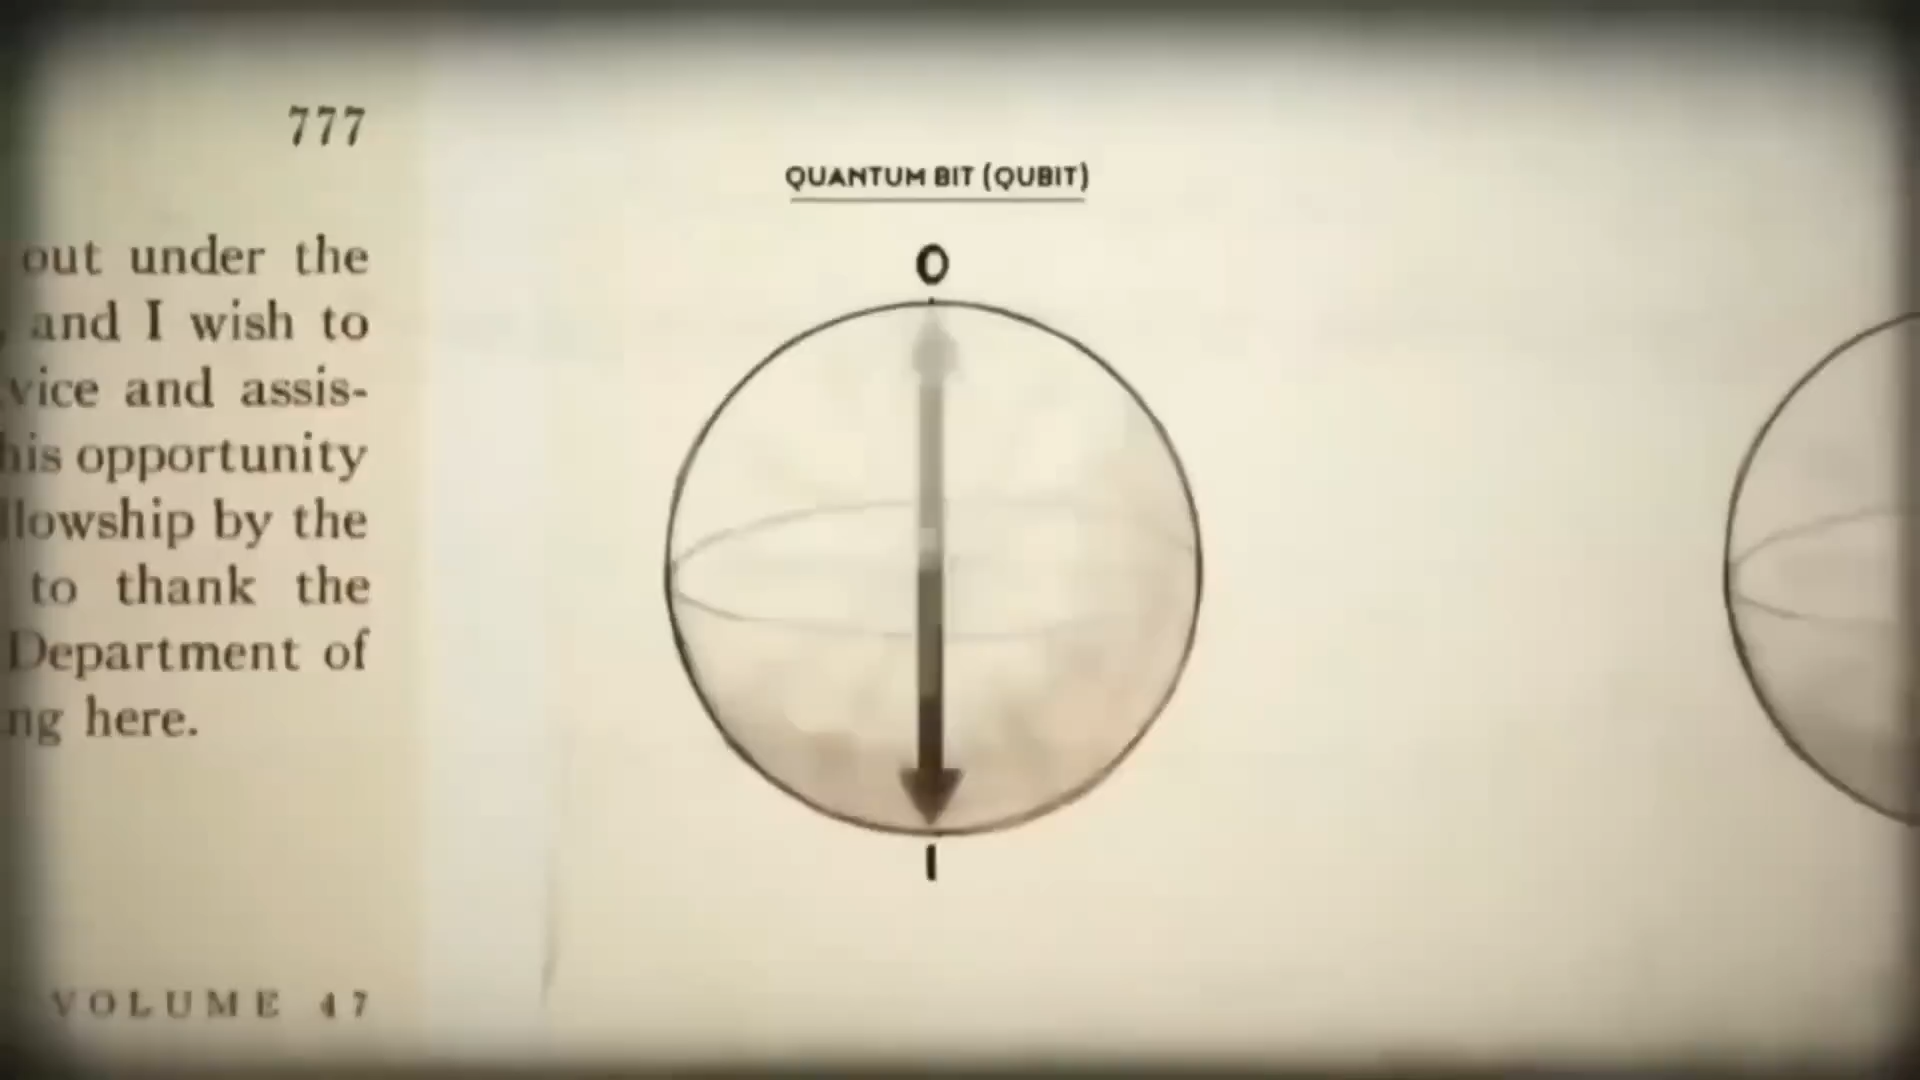 777
out under the
and I wish to
vice and assis-
his opportunity
llowship by the
to thank the
Department of
ng here.
VOLUME 47
QUANTUM BIT (QUBIT)
0
1